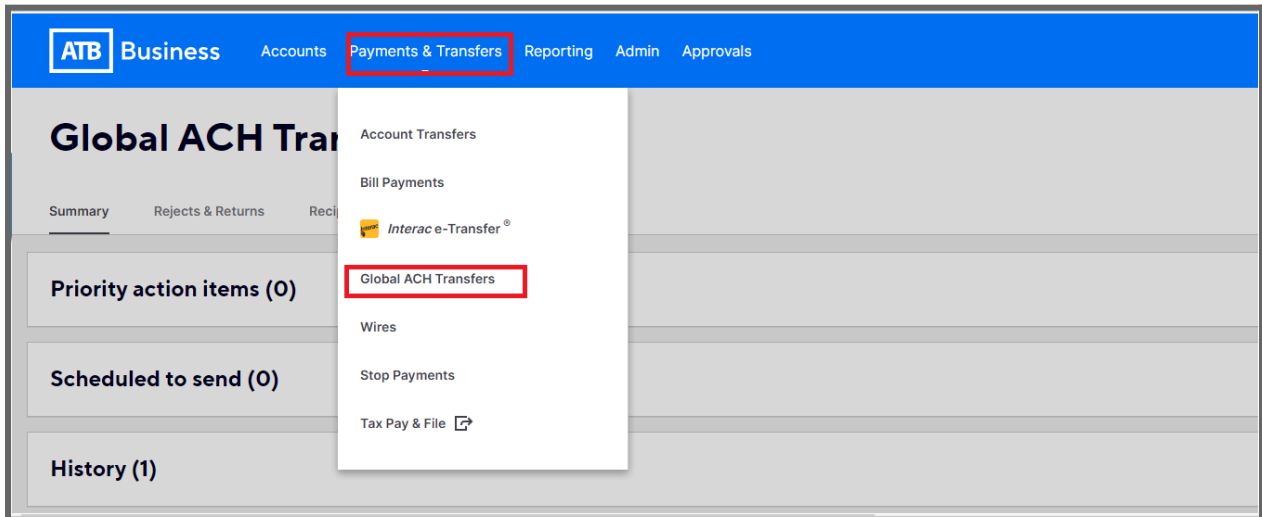 ATB Business Accounts Payments & Transfers Reporting Admin Approvals
Global ACH Tra
Account Transfers
Bill Payments
Summary Rejects & Returns Reci
Interac e-Transfer®
Global ACH Transfers
Priority action items (0)
Wires
Scheduled to send (0)
Stop Payments
Tax Pay & File
History (1)